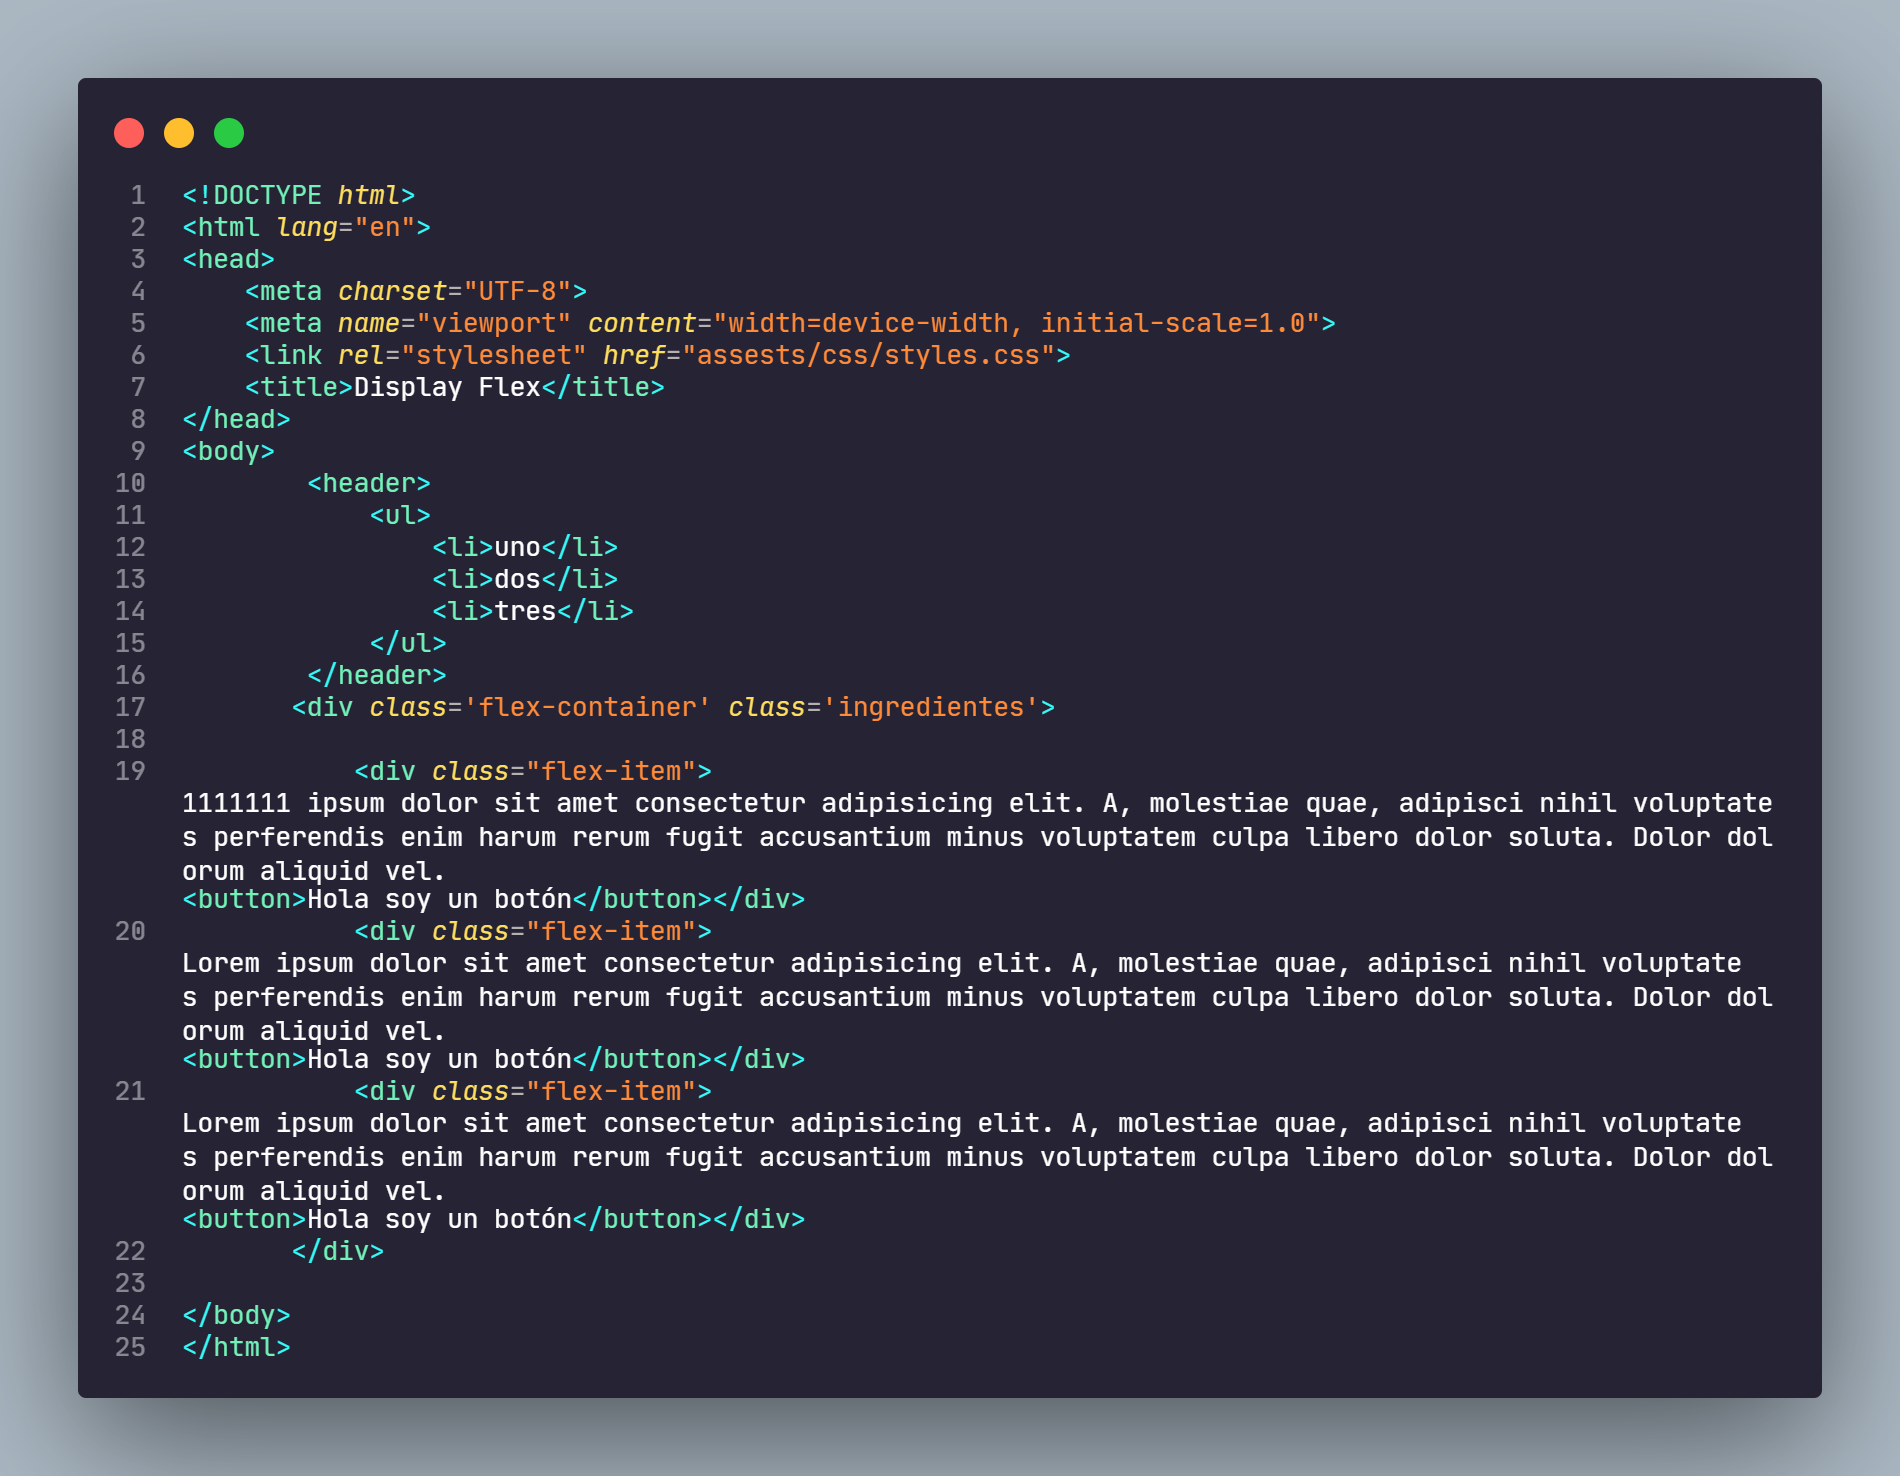 1 <!DOCTYPE html>
2 <html lang="en">
3 <head>
4     <meta charset="UTF-8">
5     <meta name="viewport" content="width=device-width, initial-scale=1.0">
6     <link rel="stylesheet" href="assests/css/styles.css">
7     <title>Display Flex</title>
8 </head>
9 <body>
10         <header>
11             <ul>
12                 <li>uno</li>
13                 <li>dos</li>
14                 <li>tres</li>
15             </ul>
16         </header>
17        <div class='flex-container' class='ingredientes'>
18
19            <div class="flex-item">
1111111 ipsum dolor sit amet consectetur adipisicing elit. A, molestiae quae, adipisci nihil voluptate
s perferendis enim harum rerum fugit accusantium minus voluptatem culpa libero dolor soluta. Dolor dol
orum aliquid vel.
<button>Hola soy un botón</button></div>
20            <div class="flex-item">
Lorem ipsum dolor sit amet consectetur adipisicing elit. A, molestiae quae, adipisci nihil voluptate
s perferendis enim harum rerum fugit accusantium minus voluptatem culpa libero dolor soluta. Dolor dol
orum aliquid vel.
<button>Hola soy un botón</button></div>
21            <div class="flex-item">
Lorem ipsum dolor sit amet consectetur adipisicing elit. A, molestiae quae, adipisci nihil voluptate
s perferendis enim harum rerum fugit accusantium minus voluptatem culpa libero dolor soluta. Dolor dol
orum aliquid vel.
<button>Hola soy un botón</button></div>
22        </div>
23
24 </body>
25 </html>